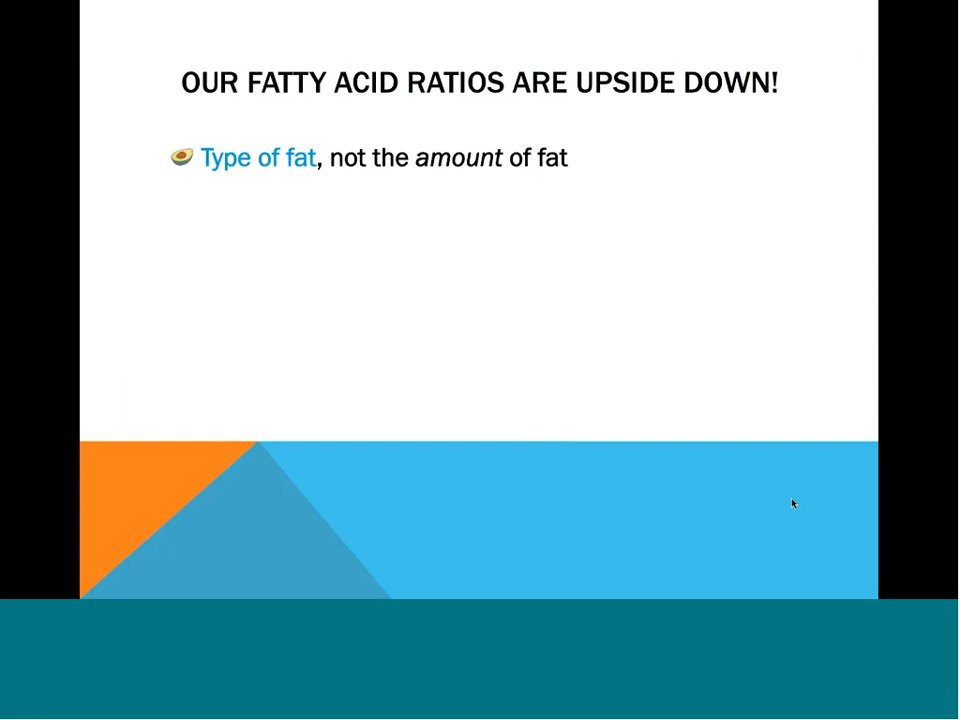 OUR FATTY ACID RATIOS ARE UPSIDE DOWN!
Type of fat, not the amount of fat